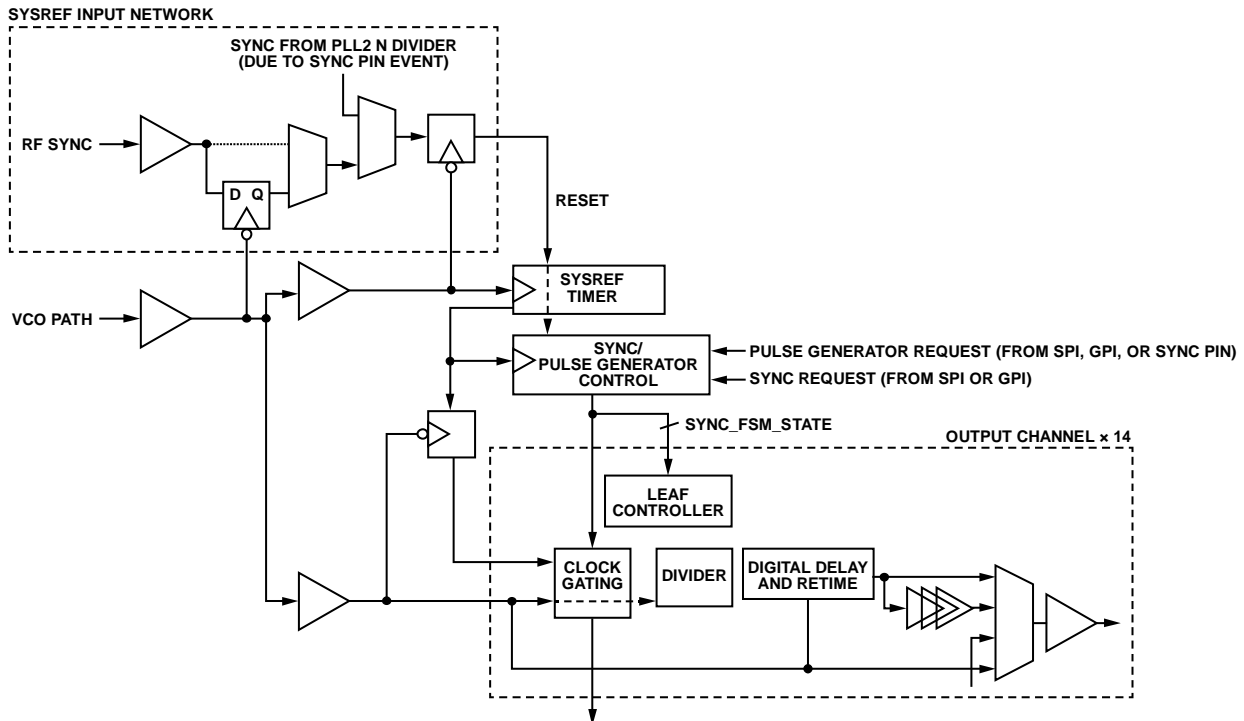 SYSREF INPUT NETWORK
SYNC FROM PLL2 N DIVIDER
(DUE TO SYNC PIN EVENT)
RF SYNC
D Q
RESET
VCO PATH
SYSREF
TIMER
SYNC/
PULSE GENERATOR
CONTROL
PULSE GENERATOR REQUEST (FROM SPI, GPI, OR SYNC PIN)
SYNC REQUEST (FROM SPI OR GPI)
SYNC_FSM_STATE
OUTPUT CHANNEL × 14
LEAF
CONTROLLER
CLOCK
GATING
DIVIDER
DIGITAL DELAY
AND RETIME